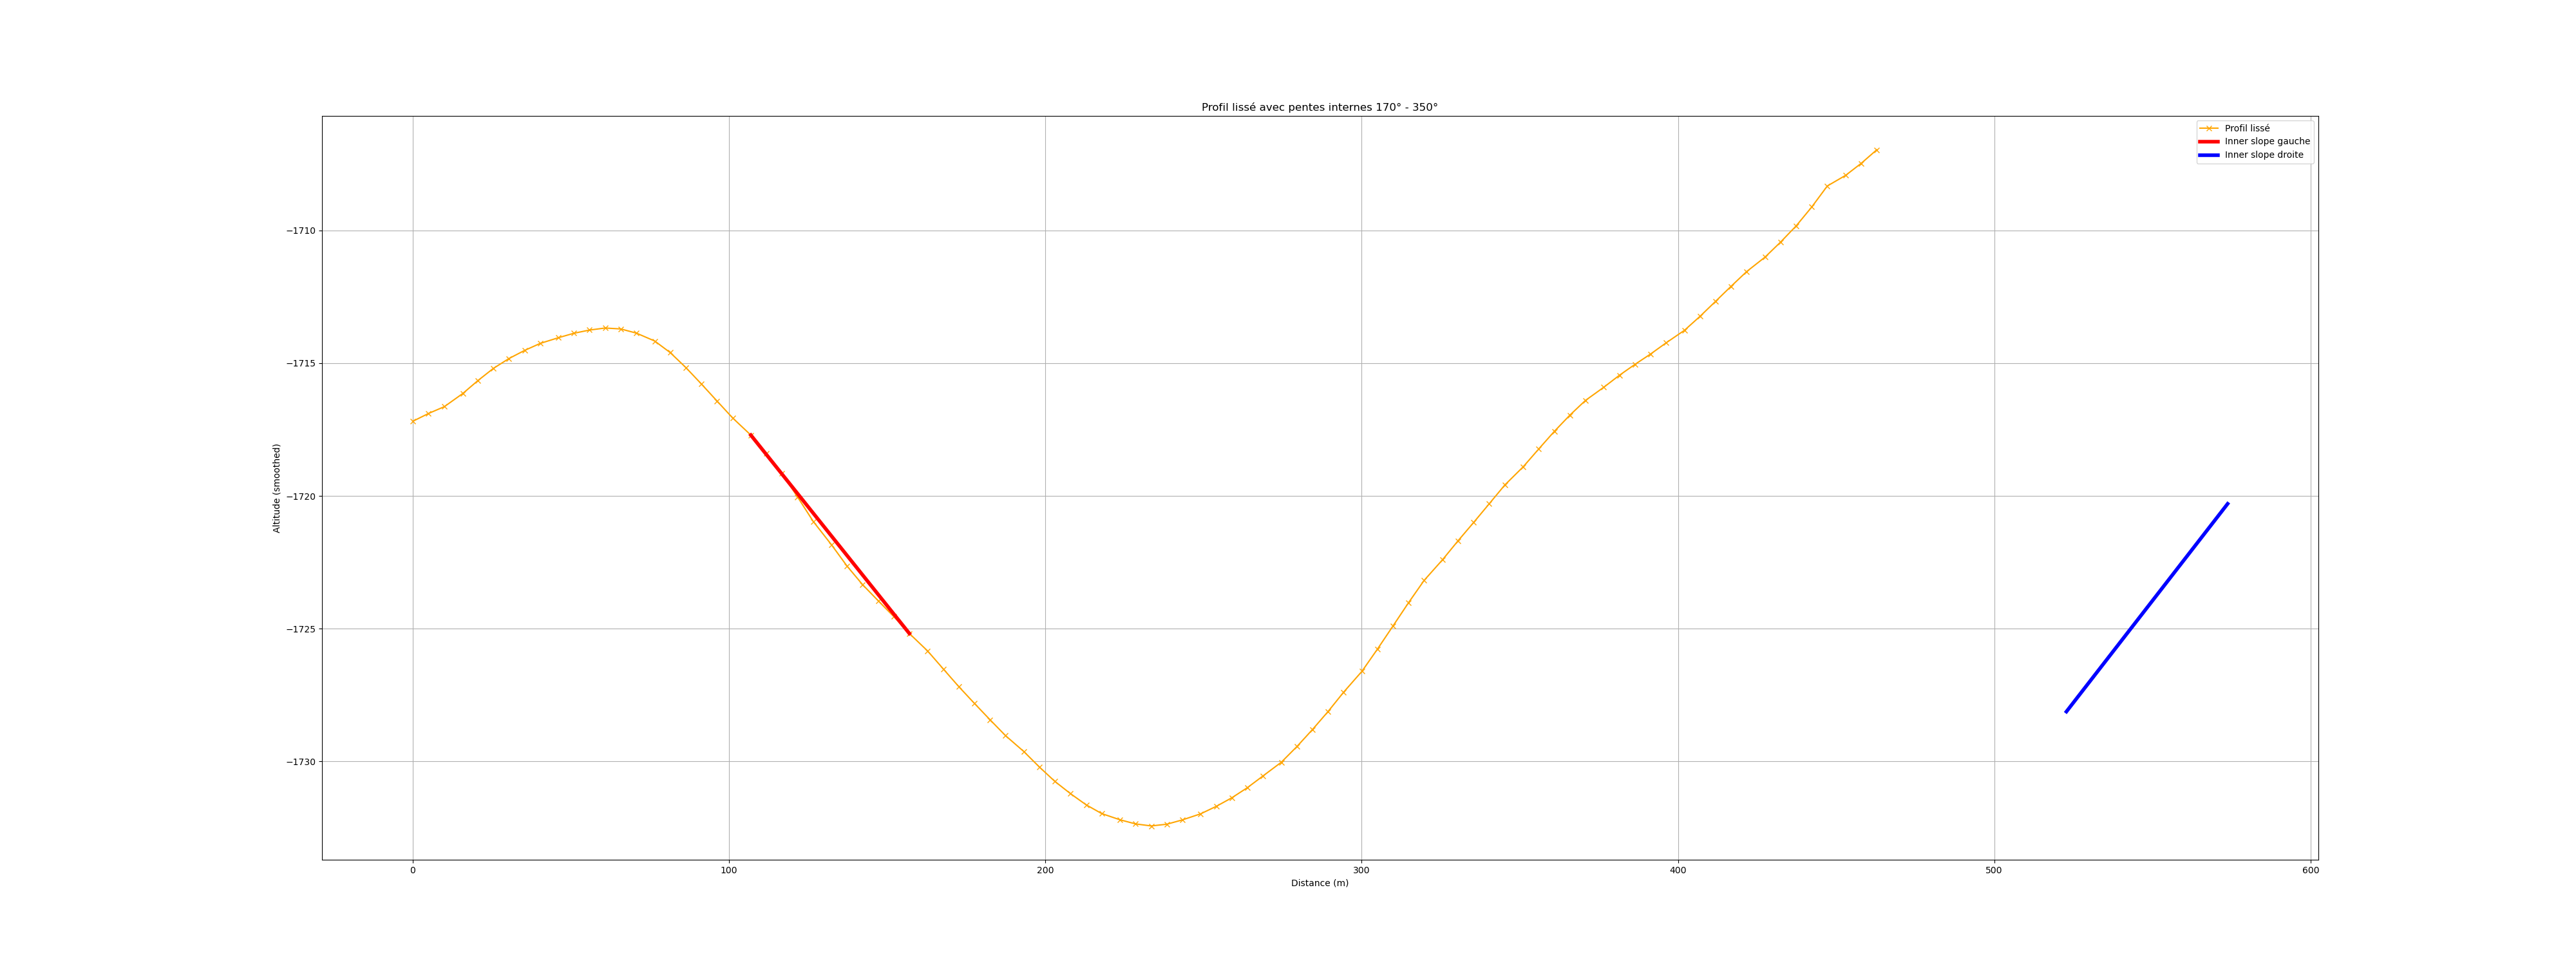 Profil lissé avec pentes internes 170° - 350°
Profil lissé
Inner slope gauche
Inner slope droite
Altitude (smoothed)
−1710
−1715
−1720
−1725
−1730
0 100 200 300 400 500 600
Distance (m)